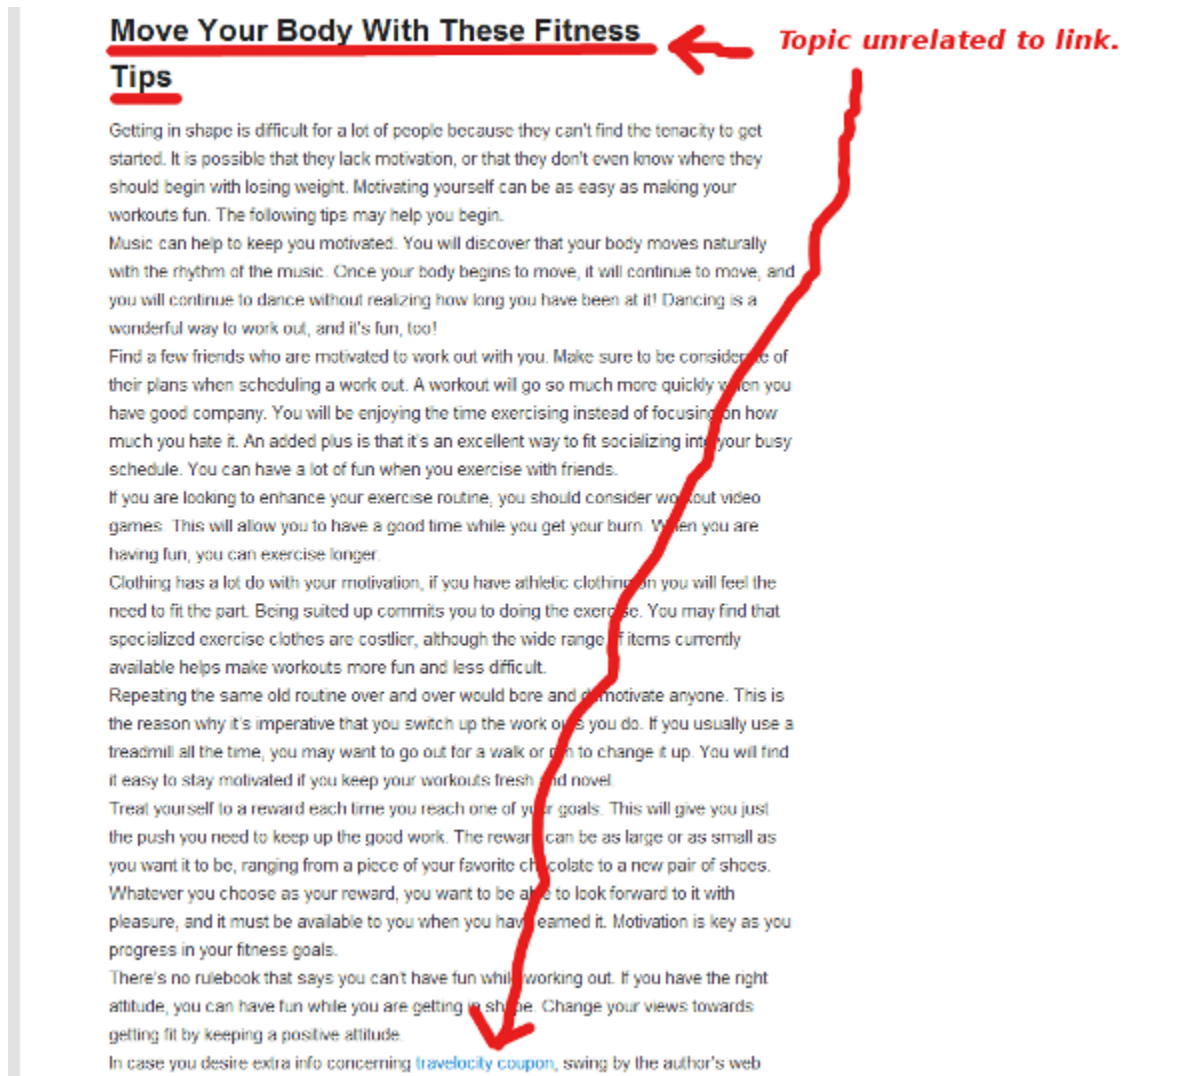 Move Your Body With These Fitness
Tips
Topic unrelated to link.
Getting in shape is difficult for a lot of people because they can't find the tenacity to get
started. It is possible that they lack motivation, or that they don't even know where they
should begin with losing weight. Motivating yourself can be as easy as making your
workouts fun. The following tips may help you begin.
Music can help to keep you motivated. You will discover that your body moves naturally
with the rhythm of the music. Once your body begins to move, it will continue to move, and
you will continue to dance without realizing how long you have been at it! Dancing is a
wonderful way to work out, and it's fun, too!
Find a few friends who are motivated to work out with you. Make sure to be considerate of
their plans when scheduling a work out. A workout will go so much more quickly when you
have good company. You will be enjoying the time exercising instead of focusing on how
much you hate it. An added plus is that it's an excellent way to fit socializing into your busy
schedule. You can have a lot of fun when you exercise with friends.
If you are looking to enhance your exercise routine, you should consider workout video
games. This will allow you to have a good time while you get your burn. When you are
having fun, you can exercise longer.
Clothing has a lot do with your motivation, if you have athletic clothing on you will feel the
need to fit the part. Being suited up commits you to doing the exercise. You may find that
specialized exercise clothes are costlier, although the wide range of items currently
available helps make workouts more fun and less difficult.
Repeating the same old routine over and over would bore and demotivate anyone. This is
the reason why it's imperative that you switch up the work outs you do. If you usually use a
treadmill all the time, you may want to go out for a walk or run to change it up. You will find
it easy to stay motivated if you keep your workouts fresh and novel.
Treat yourself to a reward each time you reach one of your goals. This will give you just
the push you need to keep up the good work. The reward can be as large or as small as
you want it to be, ranging from a piece of your favorite chocolate to a new pair of shoes.
Whatever you choose as your reward, you want to be able to look forward to it with
pleasure, and it must be available to you when you have earned it. Motivation is key as you
progress in your fitness goals.
There's no rulebook that says you can't have fun while working out. If you have the right
attitude, you can have fun while you are getting in shape. Change your views towards
getting fit by keeping a positive attitude.
In case you desire extra info concerning travelocity coupon, swing by the author's web